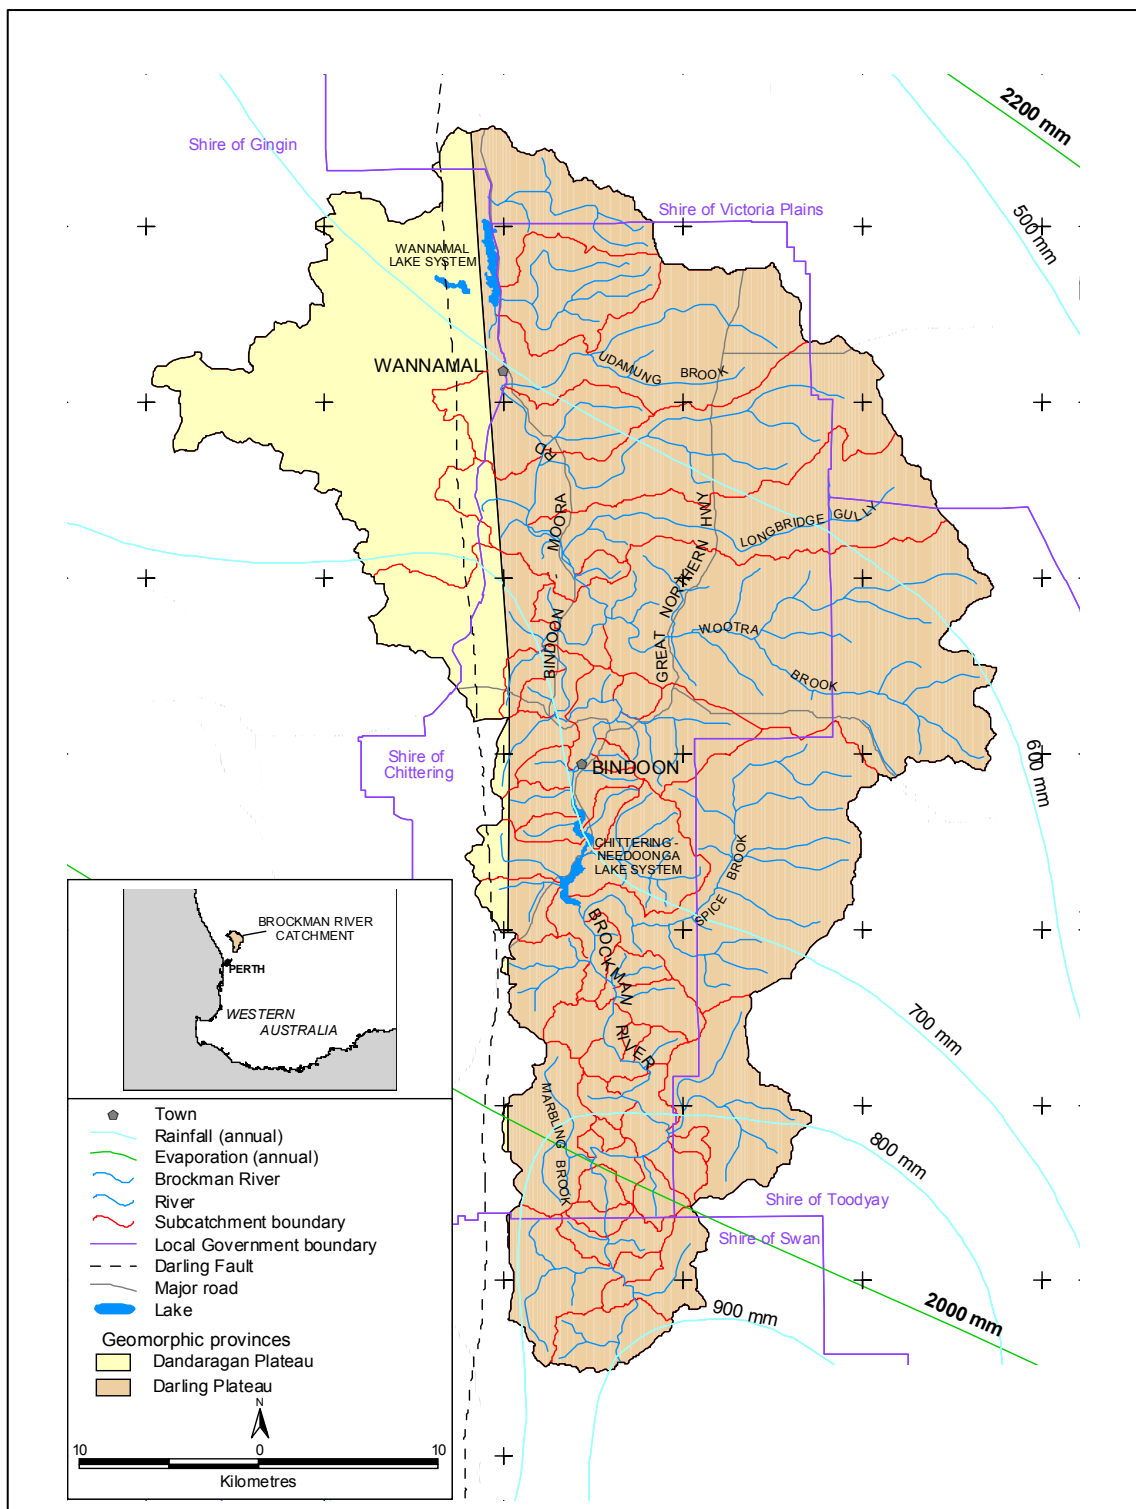 2200 mm
Shire of Gingin
Shire of Victoria Plains
500 mm
WANNAMAL
LAKE SYSTEM
WANNAMAL
UDAMUNG BROOK
BINDOON - MOORA RD
GREAT NORTHERN HWY
LONGBRIDGE GULLY
WOOTRA BROOK
Shire of
Chittering
BINDOON
600 mm
CHITTERING -
NEEDOONGA
LAKE SYSTEM
SPICE BROOK
BROCKMAN RIVER
BROCKMAN RIVER
CATCHMENT
PERTH
WESTERN
AUSTRALIA
700 mm
MARBLING BROOK
800 mm
Shire of Toodyay
Shire of Swan
900 mm
2000 mm
Town
Rainfall (annual)
Evaporation (annual)
Brockman River
River
Subcatchment boundary
Local Government boundary
Darling Fault
Major road
Lake
Geomorphic provinces
Dandaragan Plateau
Darling Plateau
N
10 0 10
Kilometres